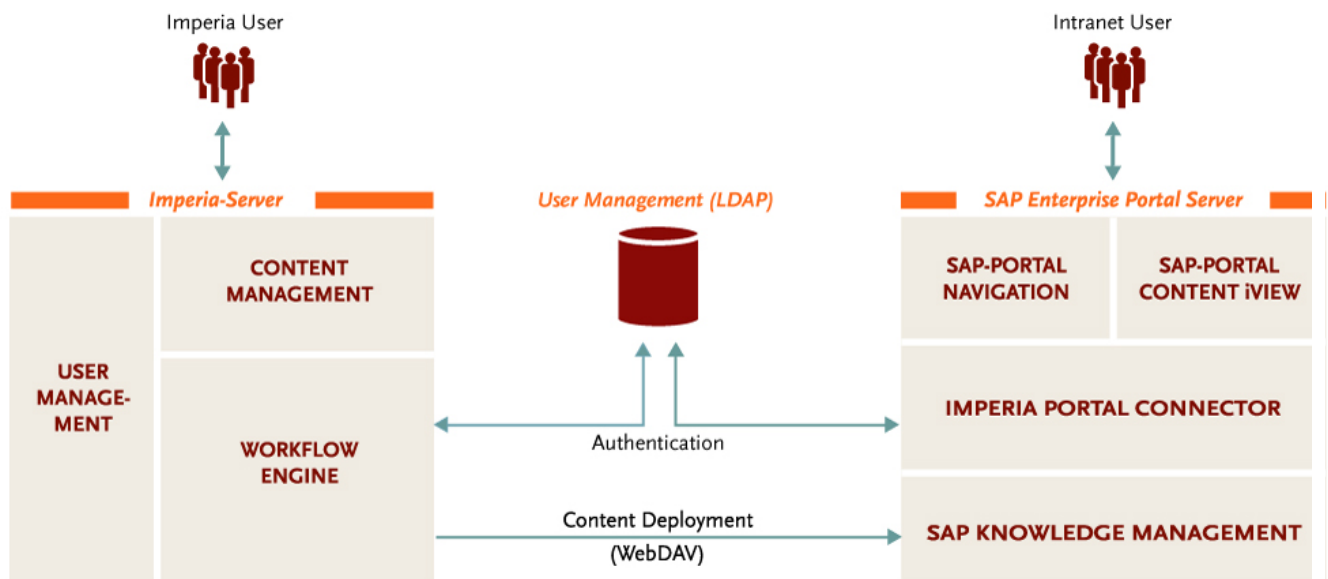 Imperia User
Intranet User
Imperia-Server
User Management (LDAP)
SAP Enterprise Portal Server
CONTENT
MANAGEMENT
SAP-PORTAL
NAVIGATION
SAP-PORTAL
CONTENT iVIEW
USER
MANAGE-
MENT
IMPERIA PORTAL CONNECTOR
Authentication
WORKFLOW
ENGINE
Content Deployment
(WebDAV)
SAP KNOWLEDGE MANAGEMENT